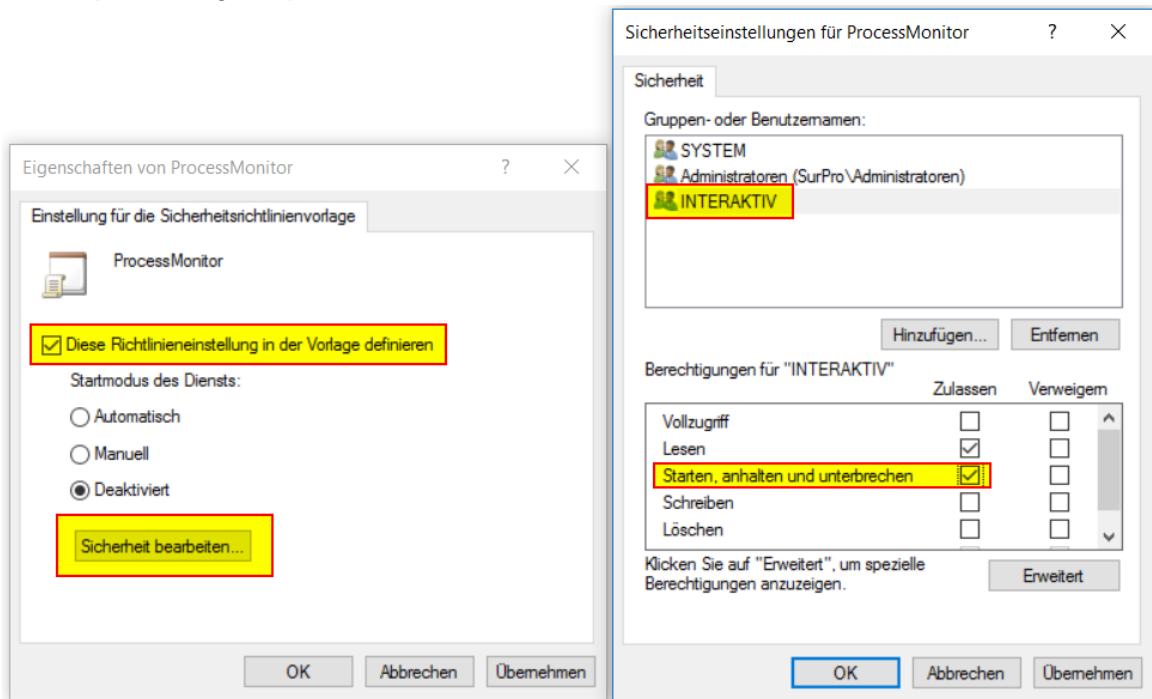 Eigenschaften von ProcessMonitor
Einstellung für die Sicherheitsrichtlinienvorlage
ProcessMonitor
Diese Richtlinieneinstellung in der Vorlage definieren
Startmodus des Diensts:
Automatisch
Manuell
Deaktiviert
Sicherheit bearbeiten...
OK
Abbrechen
Übernehmen
Sicherheitseinstellungen für ProcessMonitor
Sicherheit
Gruppen- oder Benutzernamen:
SYSTEM
Administratoren (SurPro\Administratoren)
INTERAKTIV
Hinzufügen...
Entfernen
Berechtigungen für "INTERAKTIV"
Zulassen
Verweigern
Vollzugriff
Lesen
Starten, anhalten und unterbrechen
Schreiben
Löschen
Klicken Sie auf "Erweitert", um spezielle
Berechtigungen anzuzeigen.
Erweitert
OK
Abbrechen
Übernehmen